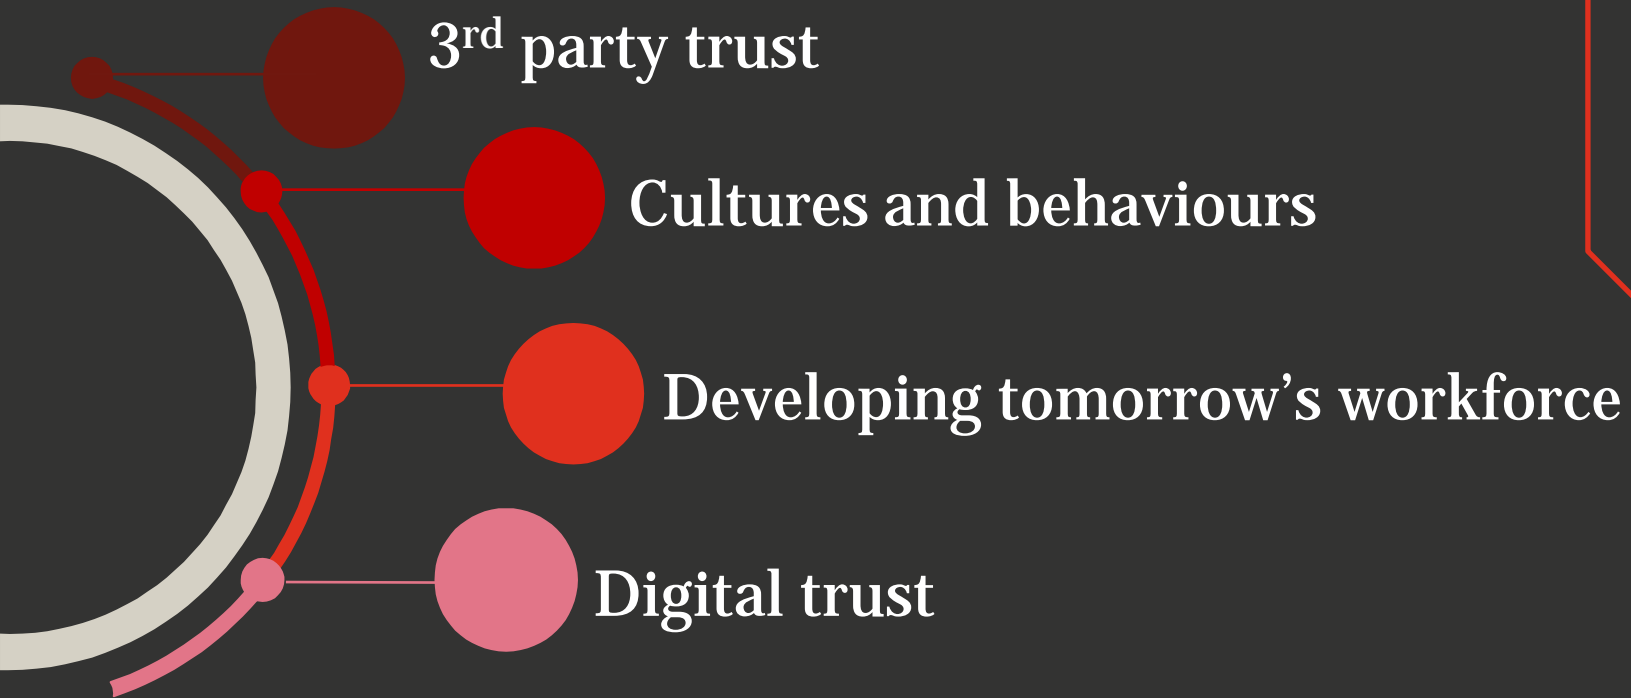 3rd party trust
Cultures and behaviours
Developing tomorrow’s workforce
Digital trust